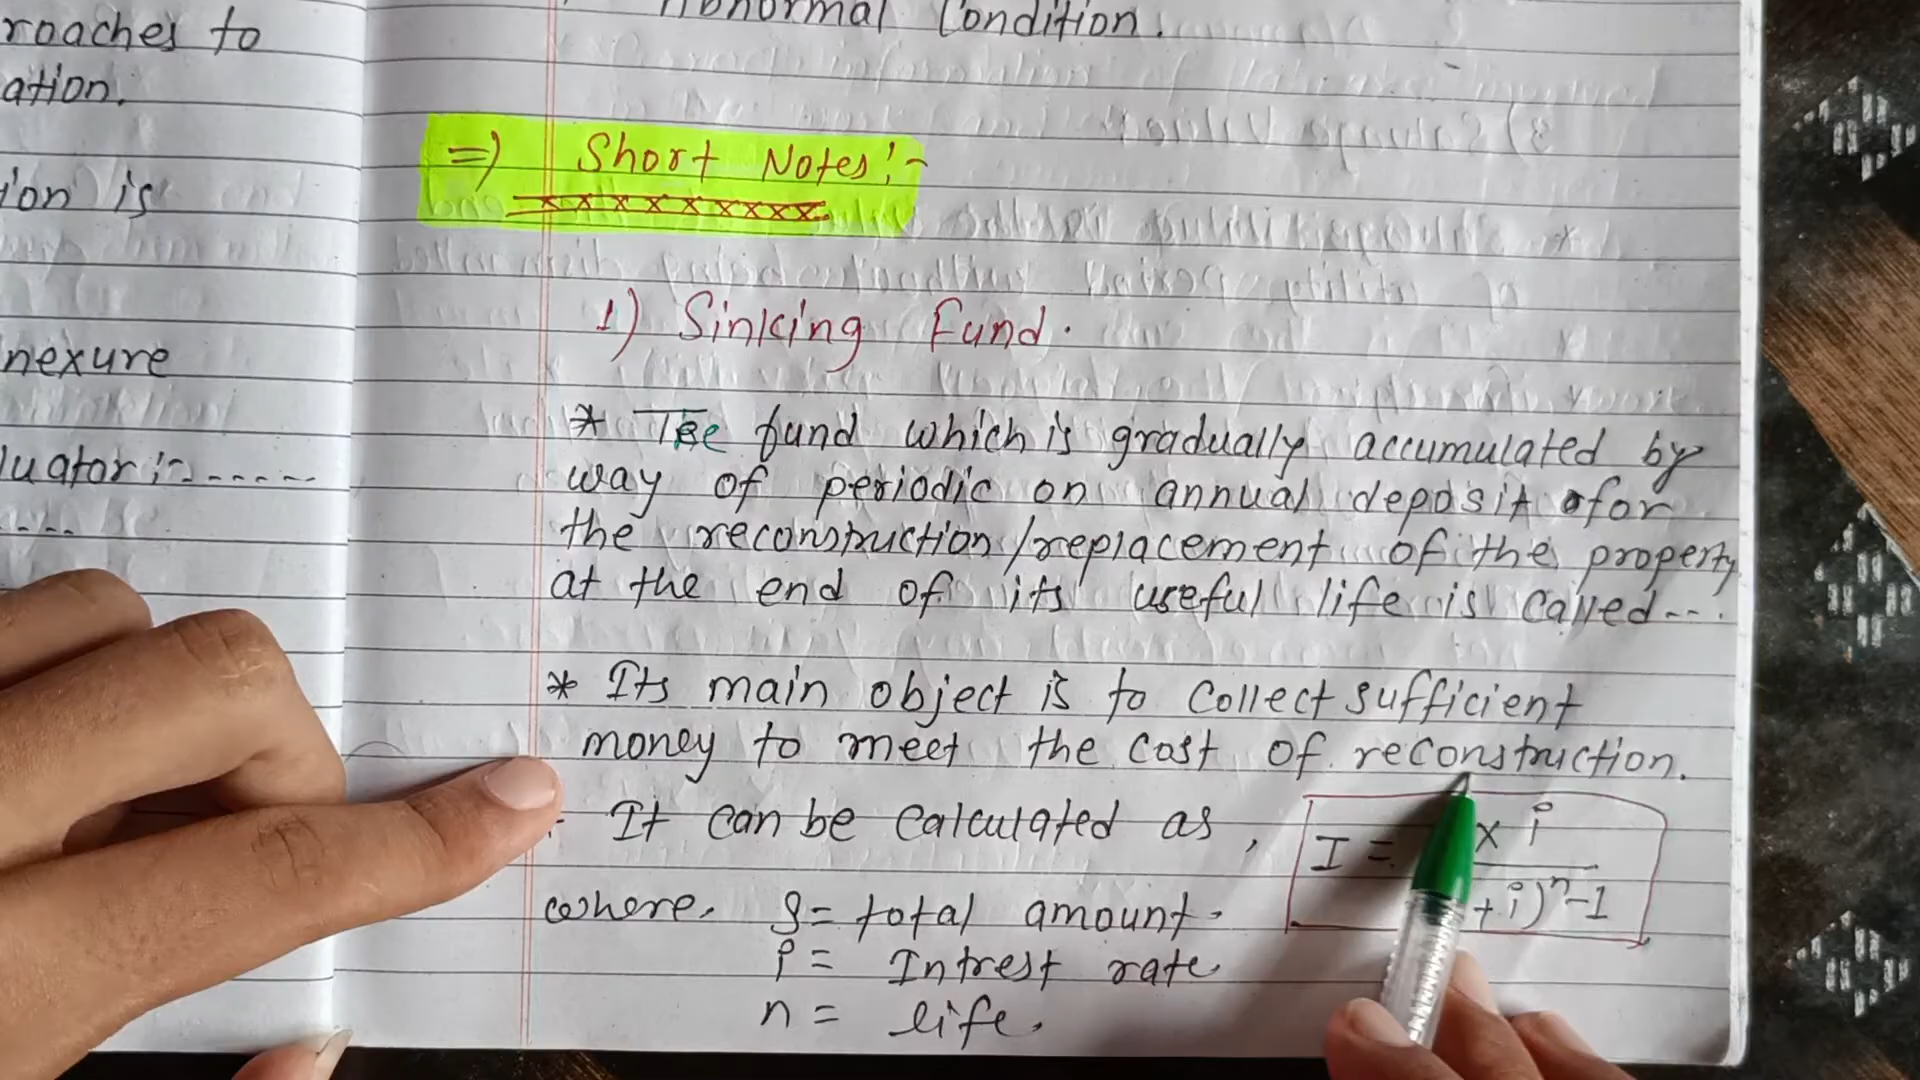 roaches to
ation.
ion is
nexure
luator :- -----
----
Abnormal Condition.
=) Short Notes:-
xxxxxxxxx
1) Sinking Fund.
* The fund which is gradually accumulated by
way of periodic on annual deposit for
the reconstruction/replacement of the property
at the end of its useful life is called---.
* Its main object is to collect sufficient
money to meet the cost of reconstruction.
It can be calculated as,
I = x i
+i)^n-1
where, S= total amount.
i= Intrest rate
n= life.